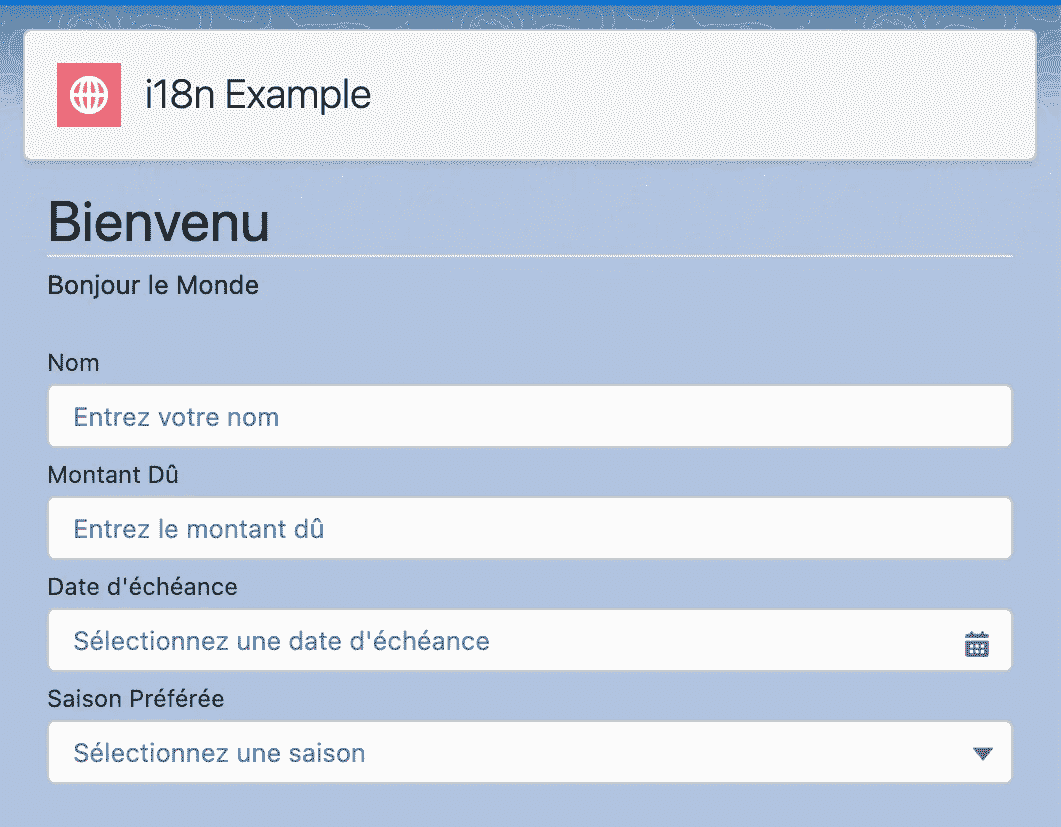 i18n Example
Bienvenu
Bonjour le Monde
Nom
Entrez votre nom
Montant Dû
Entrez le montant dû
Date d'échéance
Sélectionnez une date d'échéance
Saison Préférée
Sélectionnez une saison